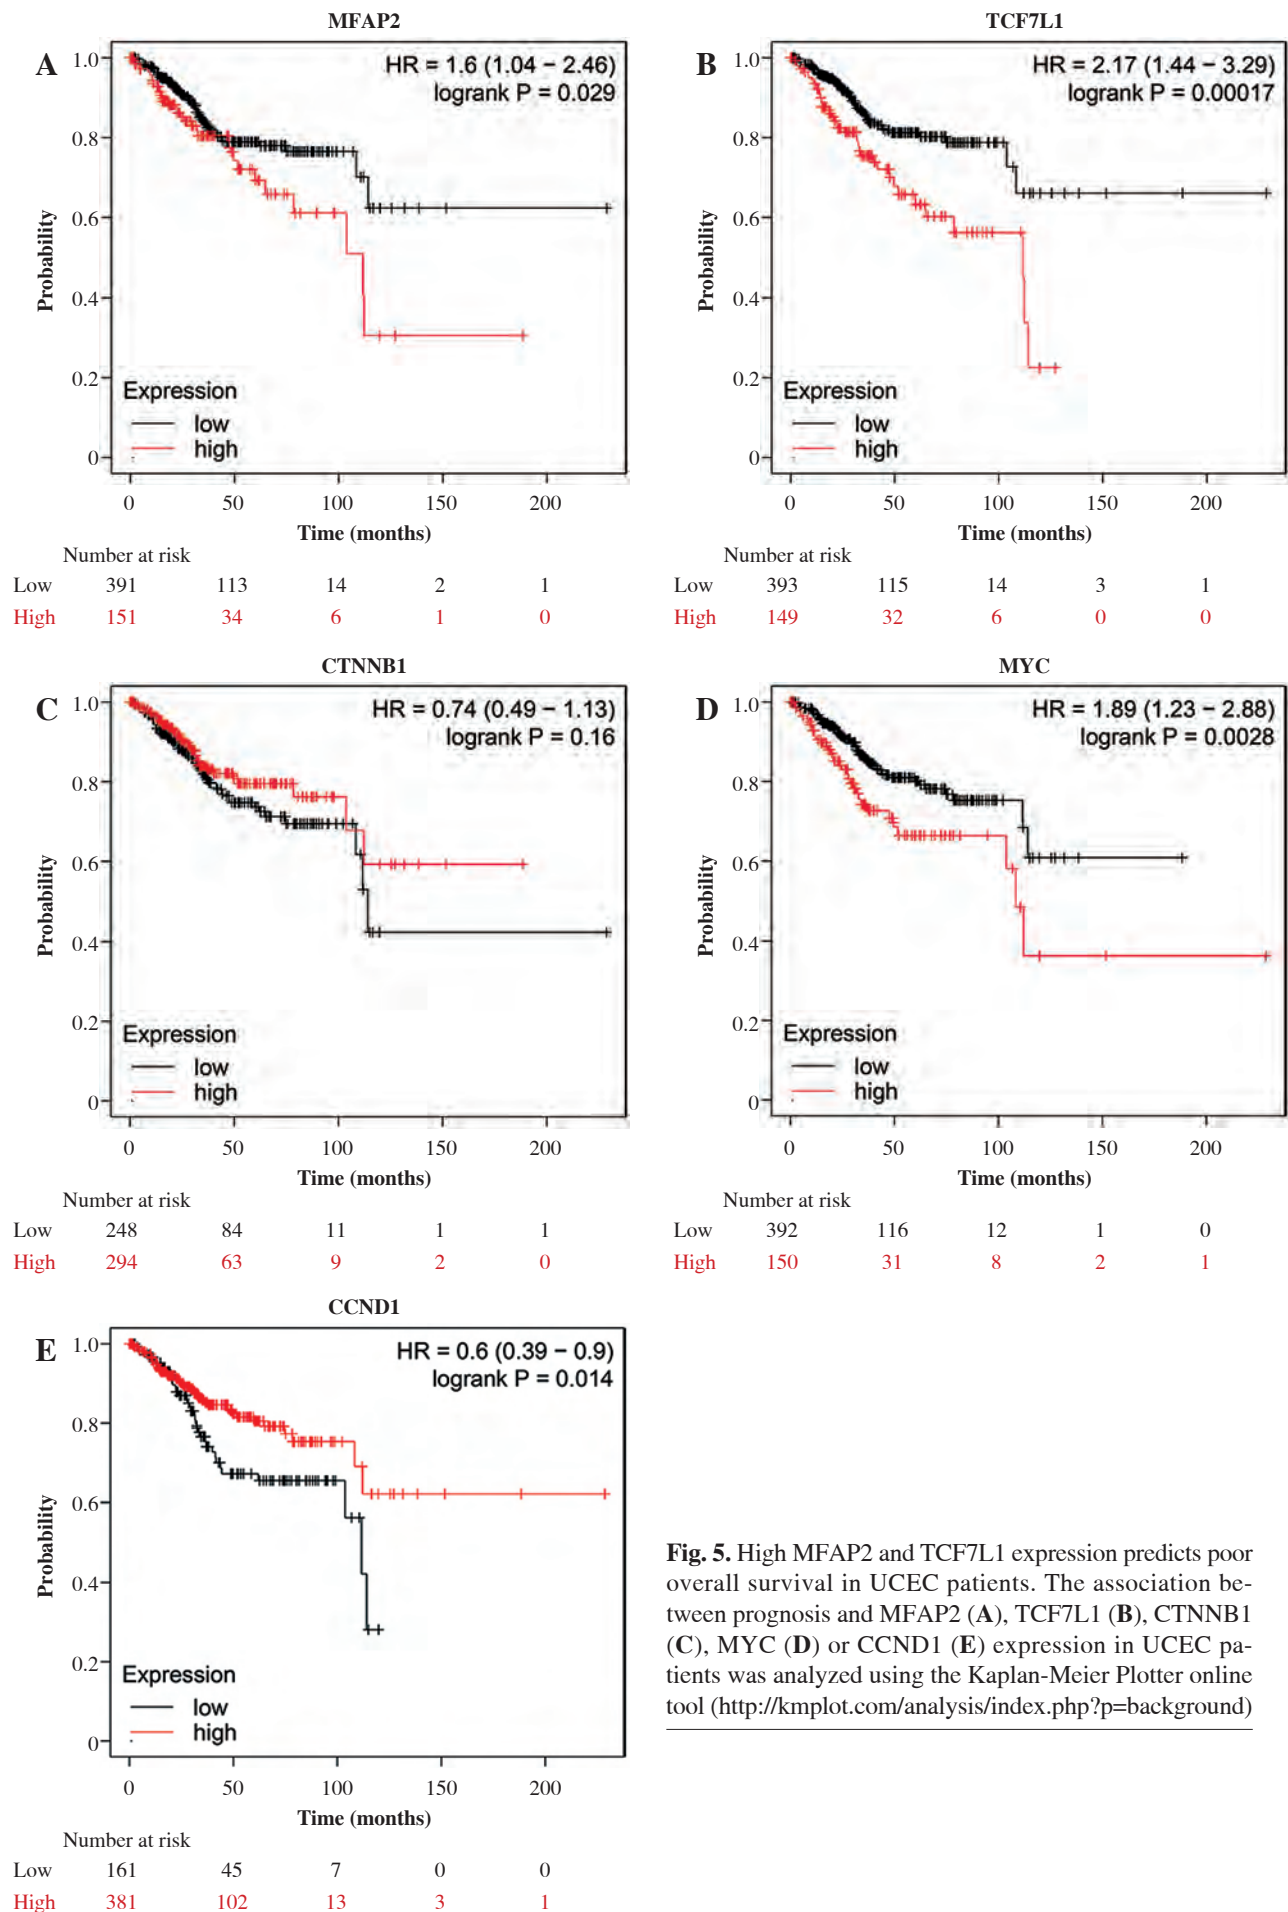 MFAP2
A
HR = 1.6 (1.04 − 2.46)
logrank P = 0.029
1.0
0.8
0.6
0.4
0.2
0
Probability
Expression
low
high
0 50 100 150 200
Time (months)
Number at risk
Low 391 113 14 2 1
High 151 34 6 1 0
TCF7L1
B
HR = 2.17 (1.44 − 3.29)
logrank P = 0.00017
1.0
0.8
0.6
0.4
0.2
0
Probability
Expression
low
high
0 50 100 150 200
Time (months)
Number at risk
Low 393 115 14 3 1
High 149 32 6 0 0
CTNNB1
C
HR = 0.74 (0.49 − 1.13)
logrank P = 0.16
1.0
0.8
0.6
0.4
0.2
0
Probability
Expression
low
high
0 50 100 150 200
Time (months)
Number at risk
Low 248 84 11 1 1
High 294 63 9 2 0
MYC
D
HR = 1.89 (1.23 − 2.88)
logrank P = 0.0028
1.0
0.8
0.6
0.4
0.2
0
Probability
Expression
low
high
0 50 100 150 200
Time (months)
Number at risk
Low 392 116 12 1 0
High 150 31 8 2 1
CCND1
E
HR = 0.6 (0.39 − 0.9)
logrank P = 0.014
1.0
0.8
0.6
0.4
0.2
0
Probability
Expression
low
high
0 50 100 150 200
Time (months)
Number at risk
Low 161 45 7 0 0
High 381 102 13 3 1
Fig. 5. High MFAP2 and TCF7L1 expression predicts poor
overall survival in UCEC patients. The association be-
tween prognosis and MFAP2 (A), TCF7L1 (B), CTNNB1
(C), MYC (D) or CCND1 (E) expression in UCEC pa-
tients was analyzed using the Kaplan-Meier Plotter online
tool (http://kmplot.com/analysis/index.php?p=background)